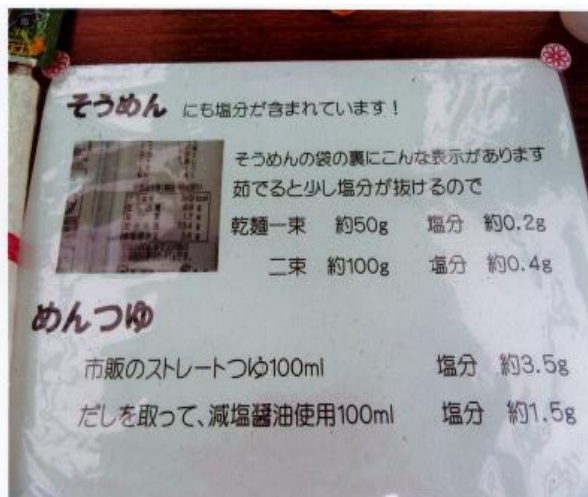 そうめん にも塩分が含まれています！
そうめんの袋の裏にこんな表示があります
茹でると少し塩分が抜けるので
乾麺一束 約50g 塩分 約0.2g
二束 約100g 塩分 約0.4g
めんつゆ
市販のストレートつゆ100ml 塩分 約3.5g
だしを取って、減塩醤油使用100ml 塩分 約1.5g